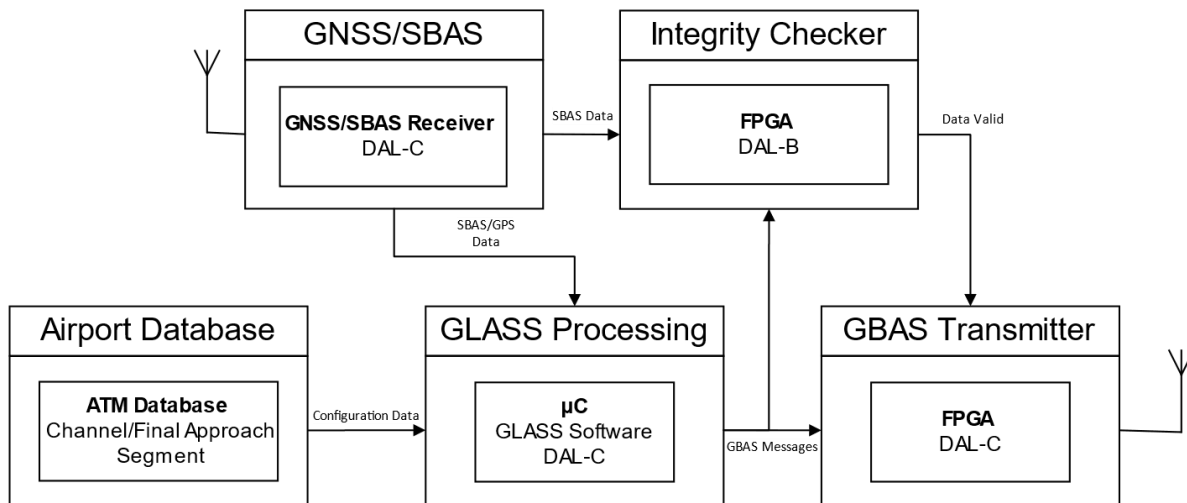 GNSS/SBAS
Integrity Checker
GNSS/SBAS Receiver
DAL-C
SBAS Data
FPGA
DAL-B
Data Valid
SBAS/GPS
Data
Airport Database
GLASS Processing
GBAS Transmitter
ATM Database
Channel/Final Approach
Segment
Configuration Data
µC
GLASS Software
DAL-C
GBAS Messages
FPGA
DAL-C